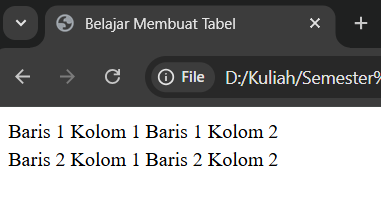 Belajar Membuat Tabel
File D:/Kuliah/Semester%
Baris 1 Kolom 1 Baris 1 Kolom 2
Baris 2 Kolom 1 Baris 2 Kolom 2